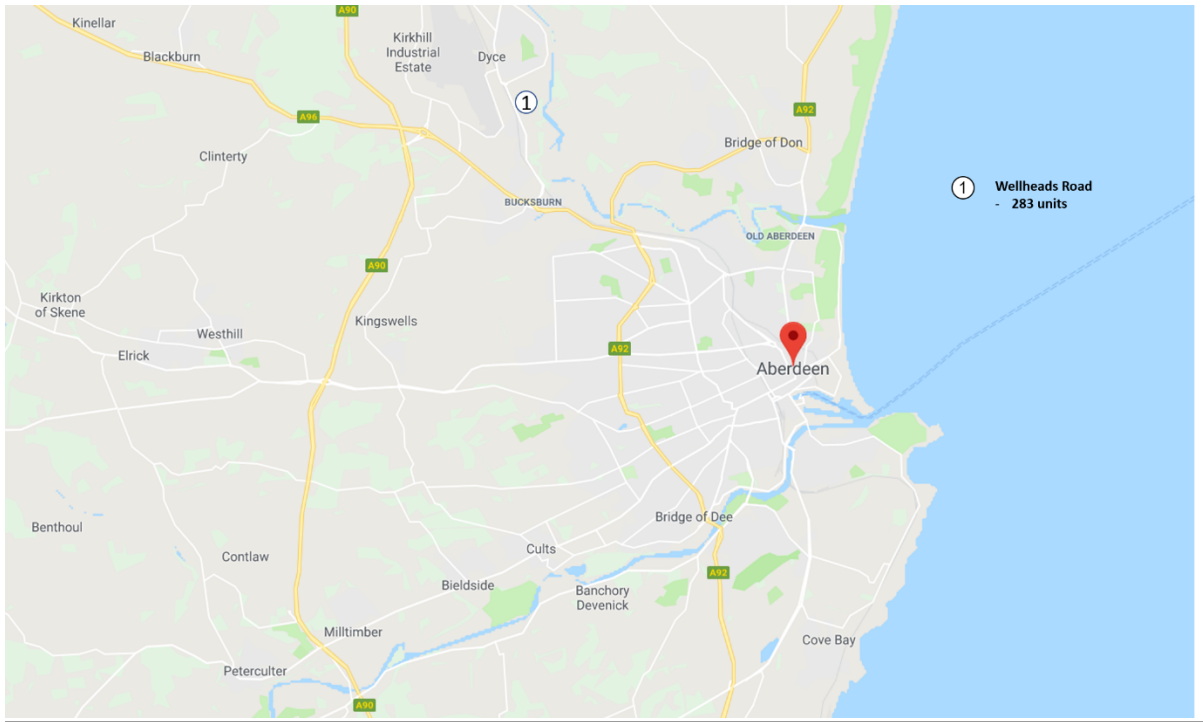 A90
Kinellar
Kirkhill
Industrial
Estate
Blackburn
Dyce
1
A92
A96
Bridge of Don
Clinterty
1 Wellheads Road
- 283 units
BUCKSBURN
OLD ABERDEEN
A90
Kirkton
of Skene
Kingswells
Westhill
A92
Elrick
Aberdeen
Bridge of Dee
Benthoul
Cults
Contlaw
A92
Bieldside
Banchory
Devenick
Milltimber
Cove Bay
Peterculter
A90